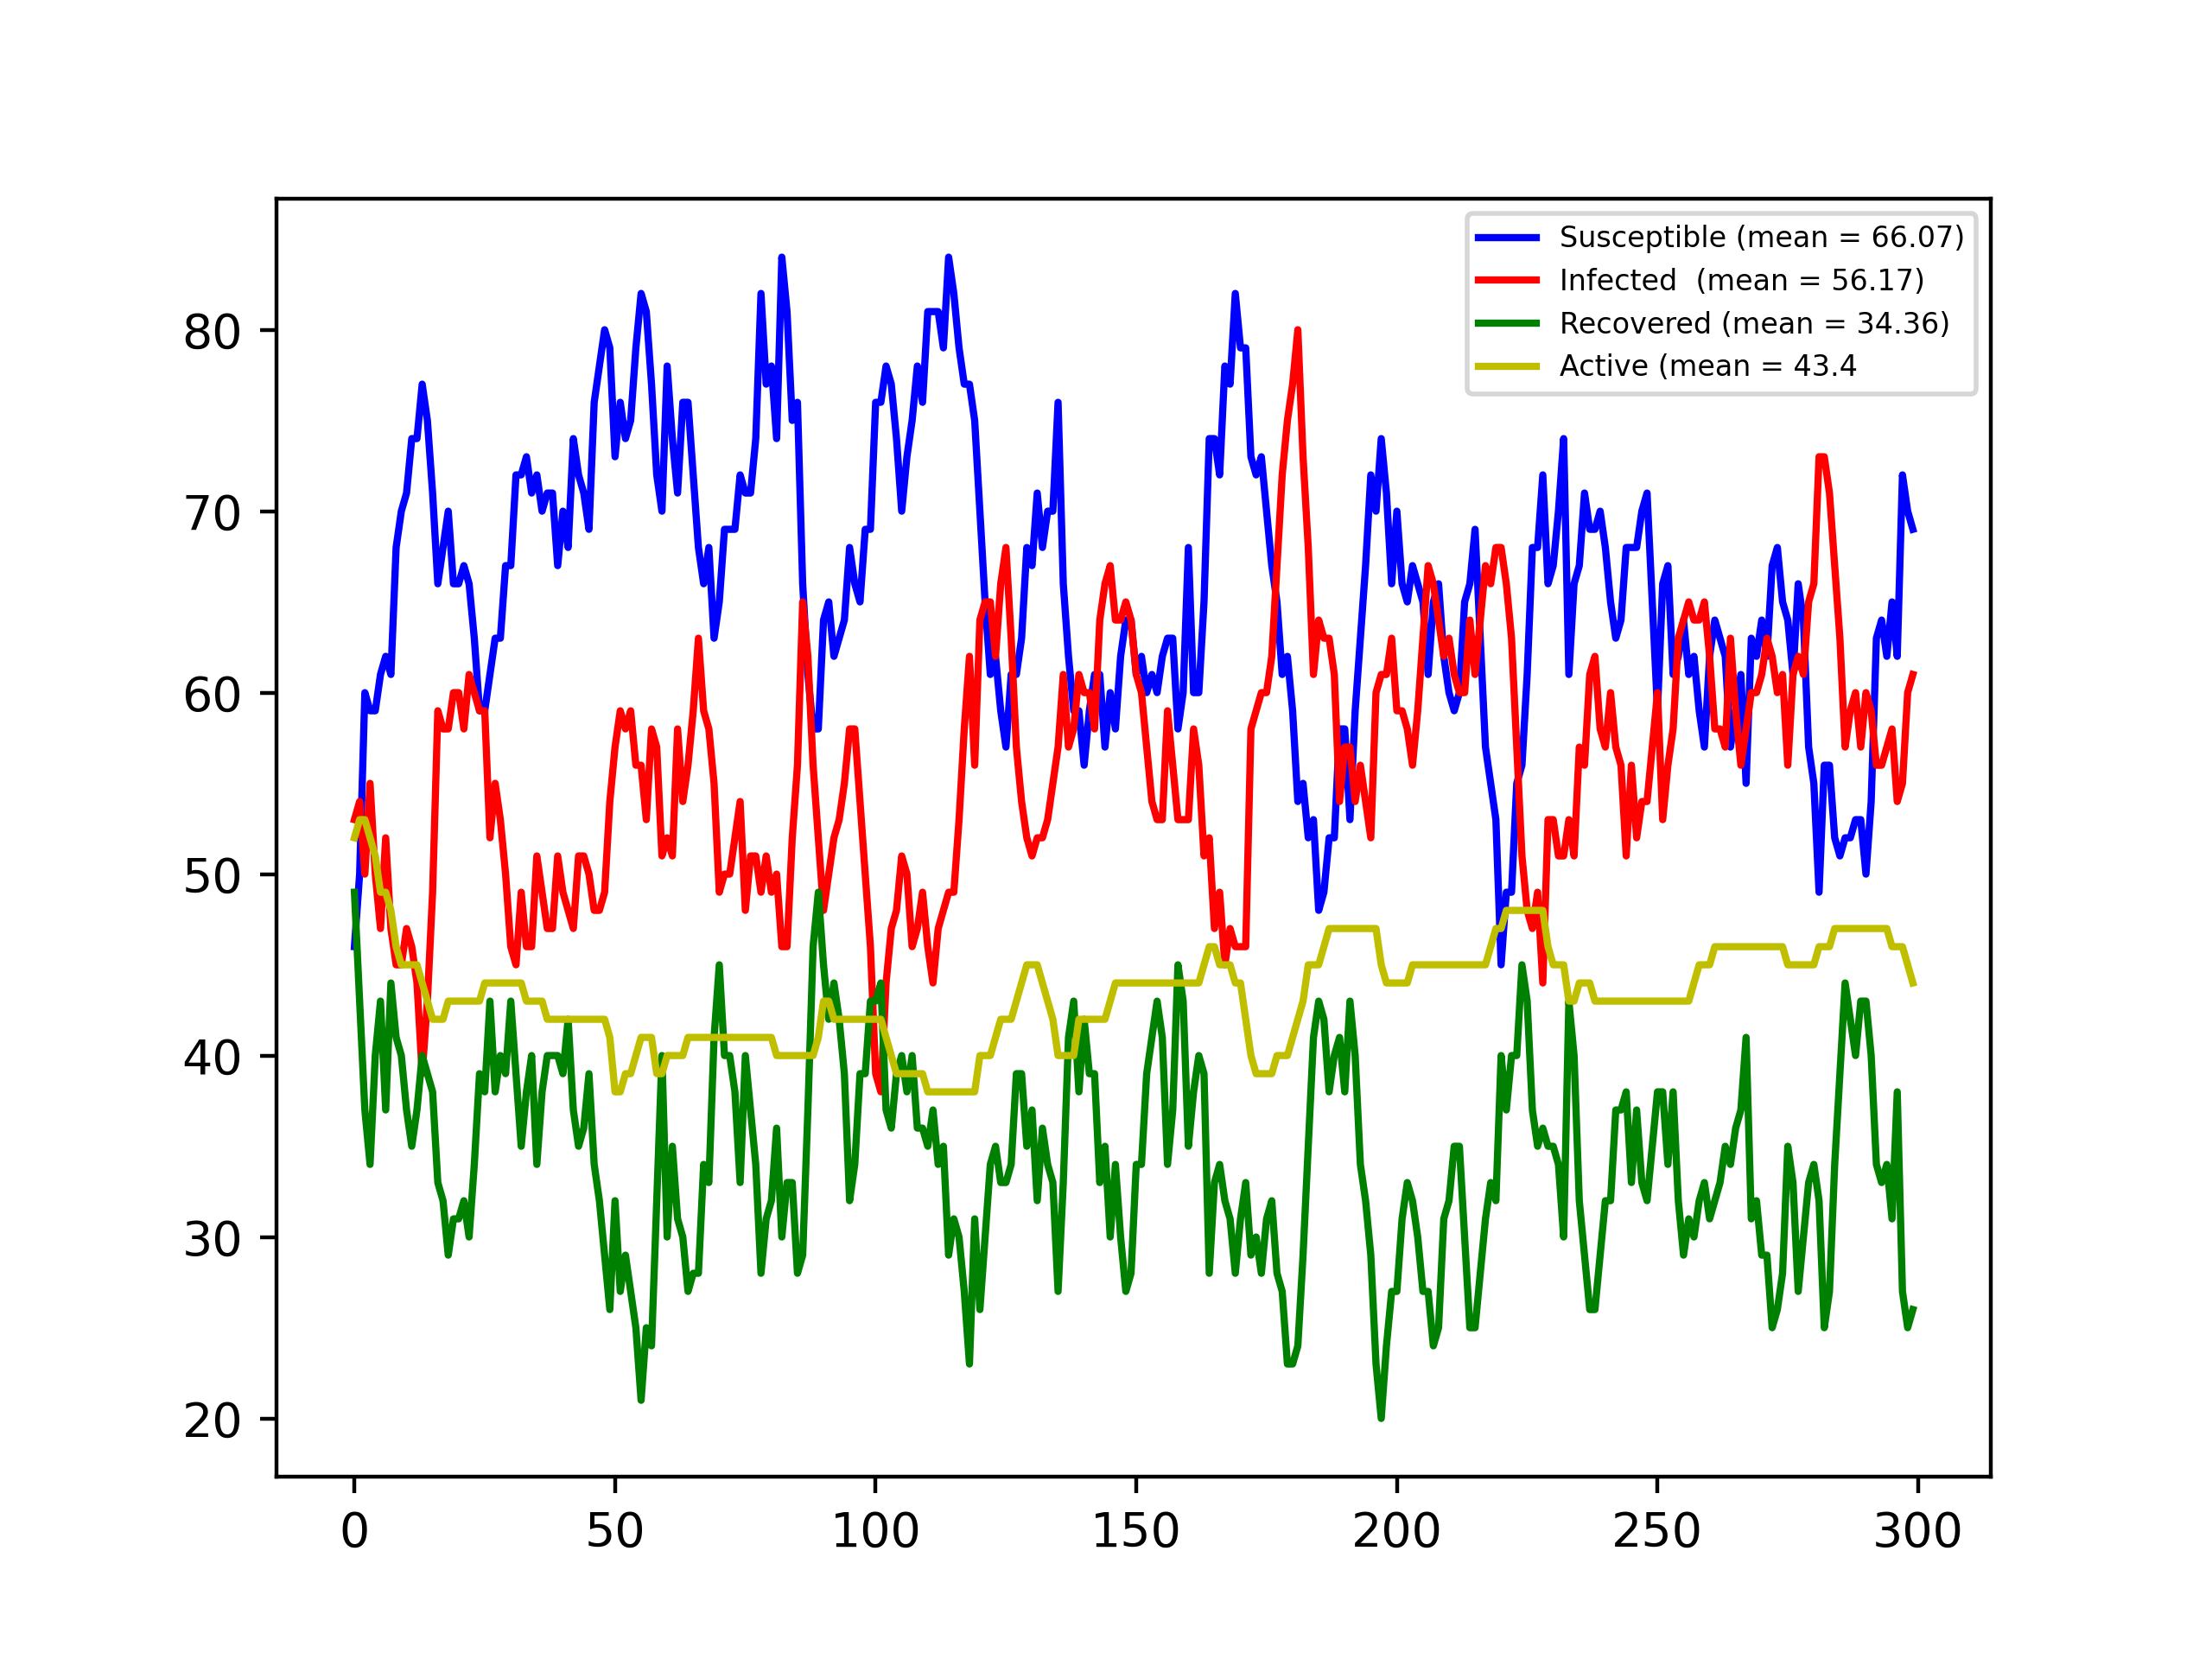 Susceptible (mean = 66.07)
Infected  (mean = 56.17)
Recovered (mean = 34.36)
Active (mean = 43.4
80
70
60
50
40
30
20
0 50 100 150 200 250 300